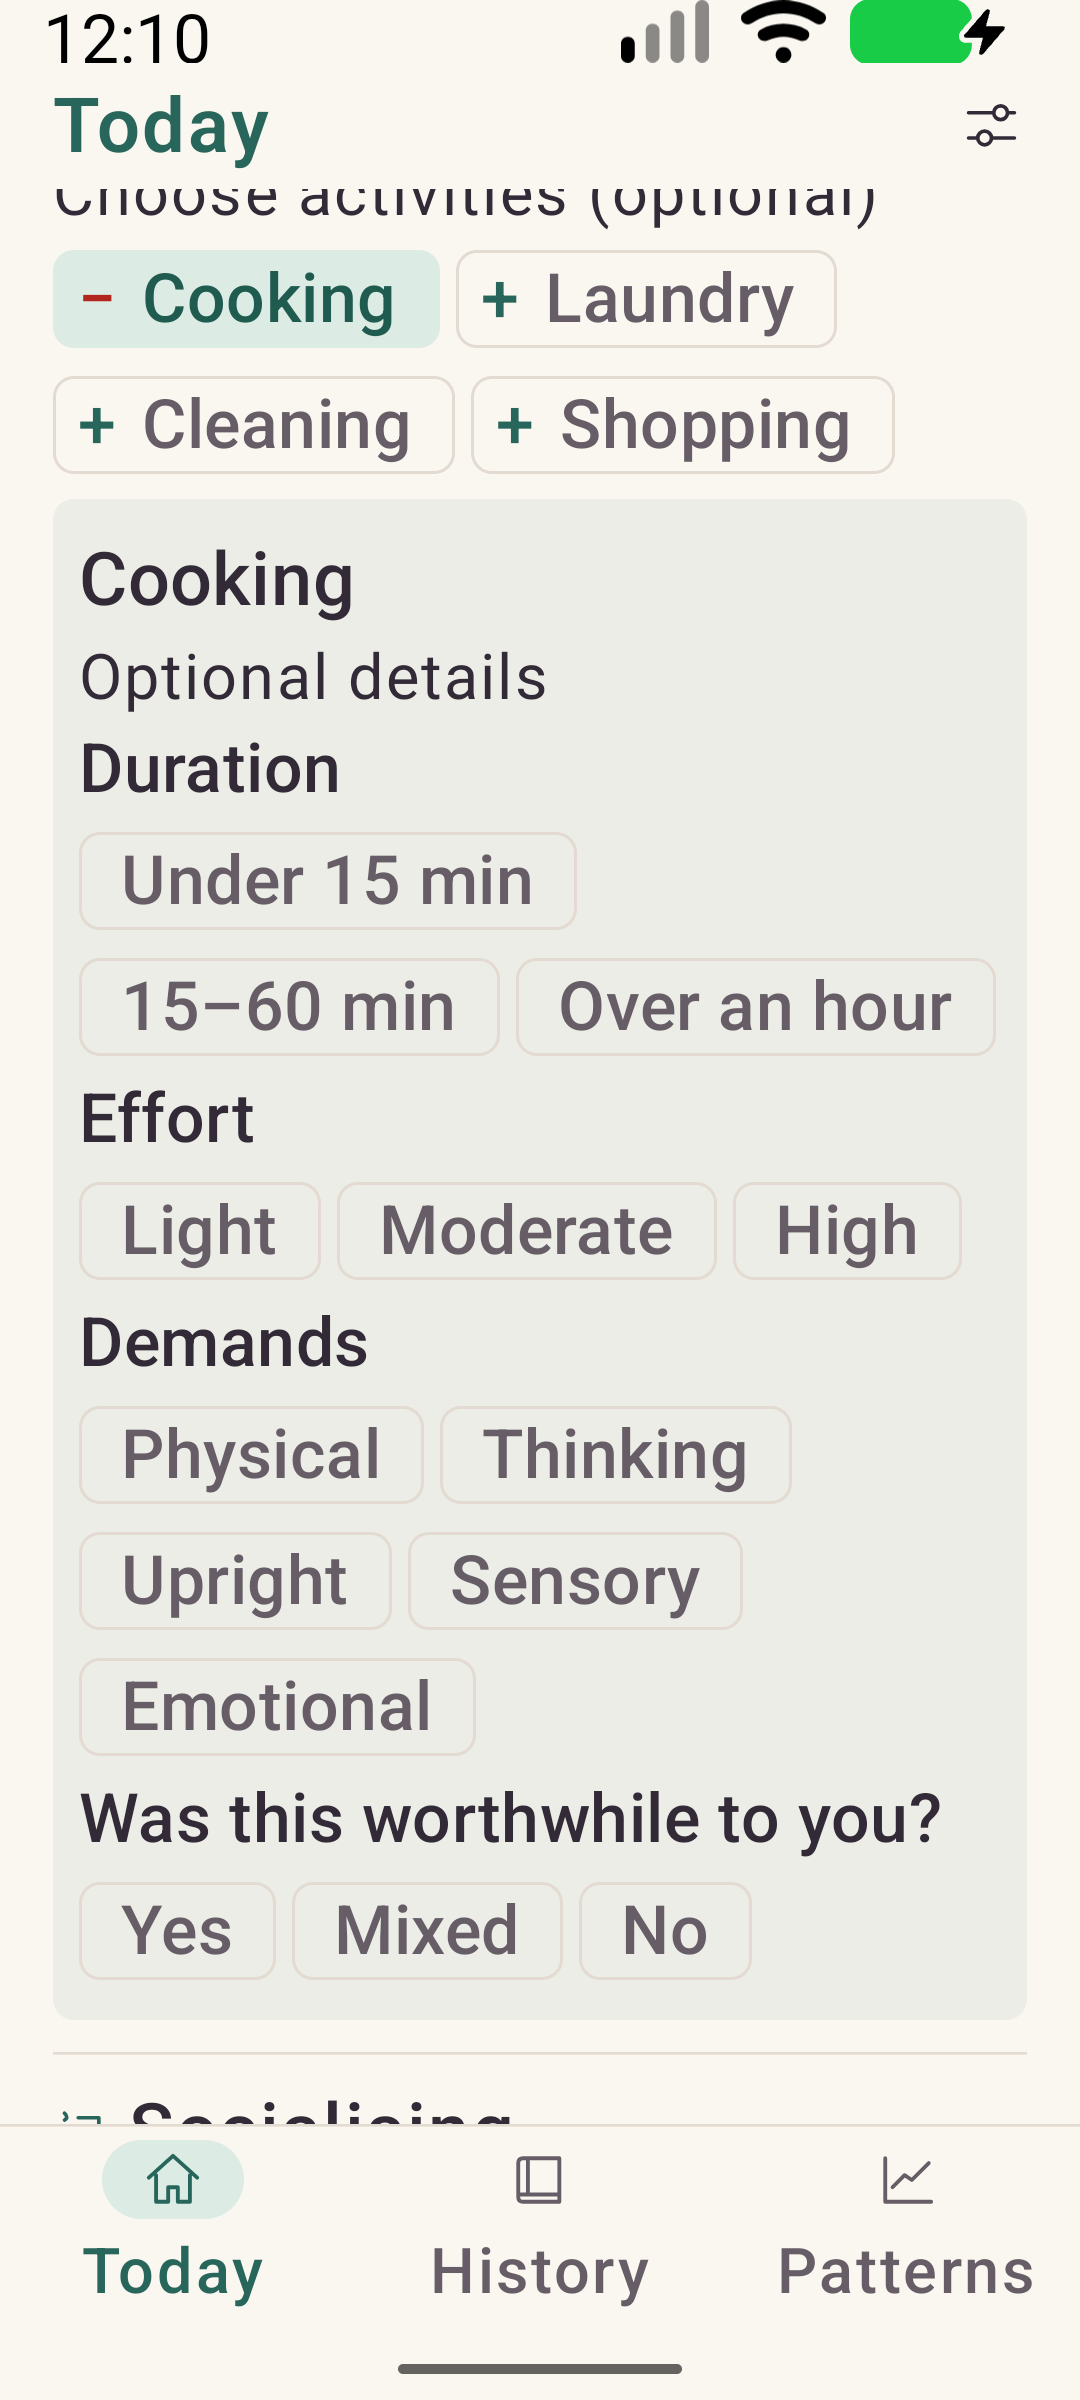 12:10
Today
Choose activities (optional)
− Cooking + Laundry
+ Cleaning + Shopping
Cooking
Optional details
Duration
Under 15 min
15–60 min Over an hour
Effort
Light Moderate High
Demands
Physical Thinking
Upright Sensory
Emotional
Was this worthwhile to you?
Yes Mixed No
Socialising
Today History Patterns